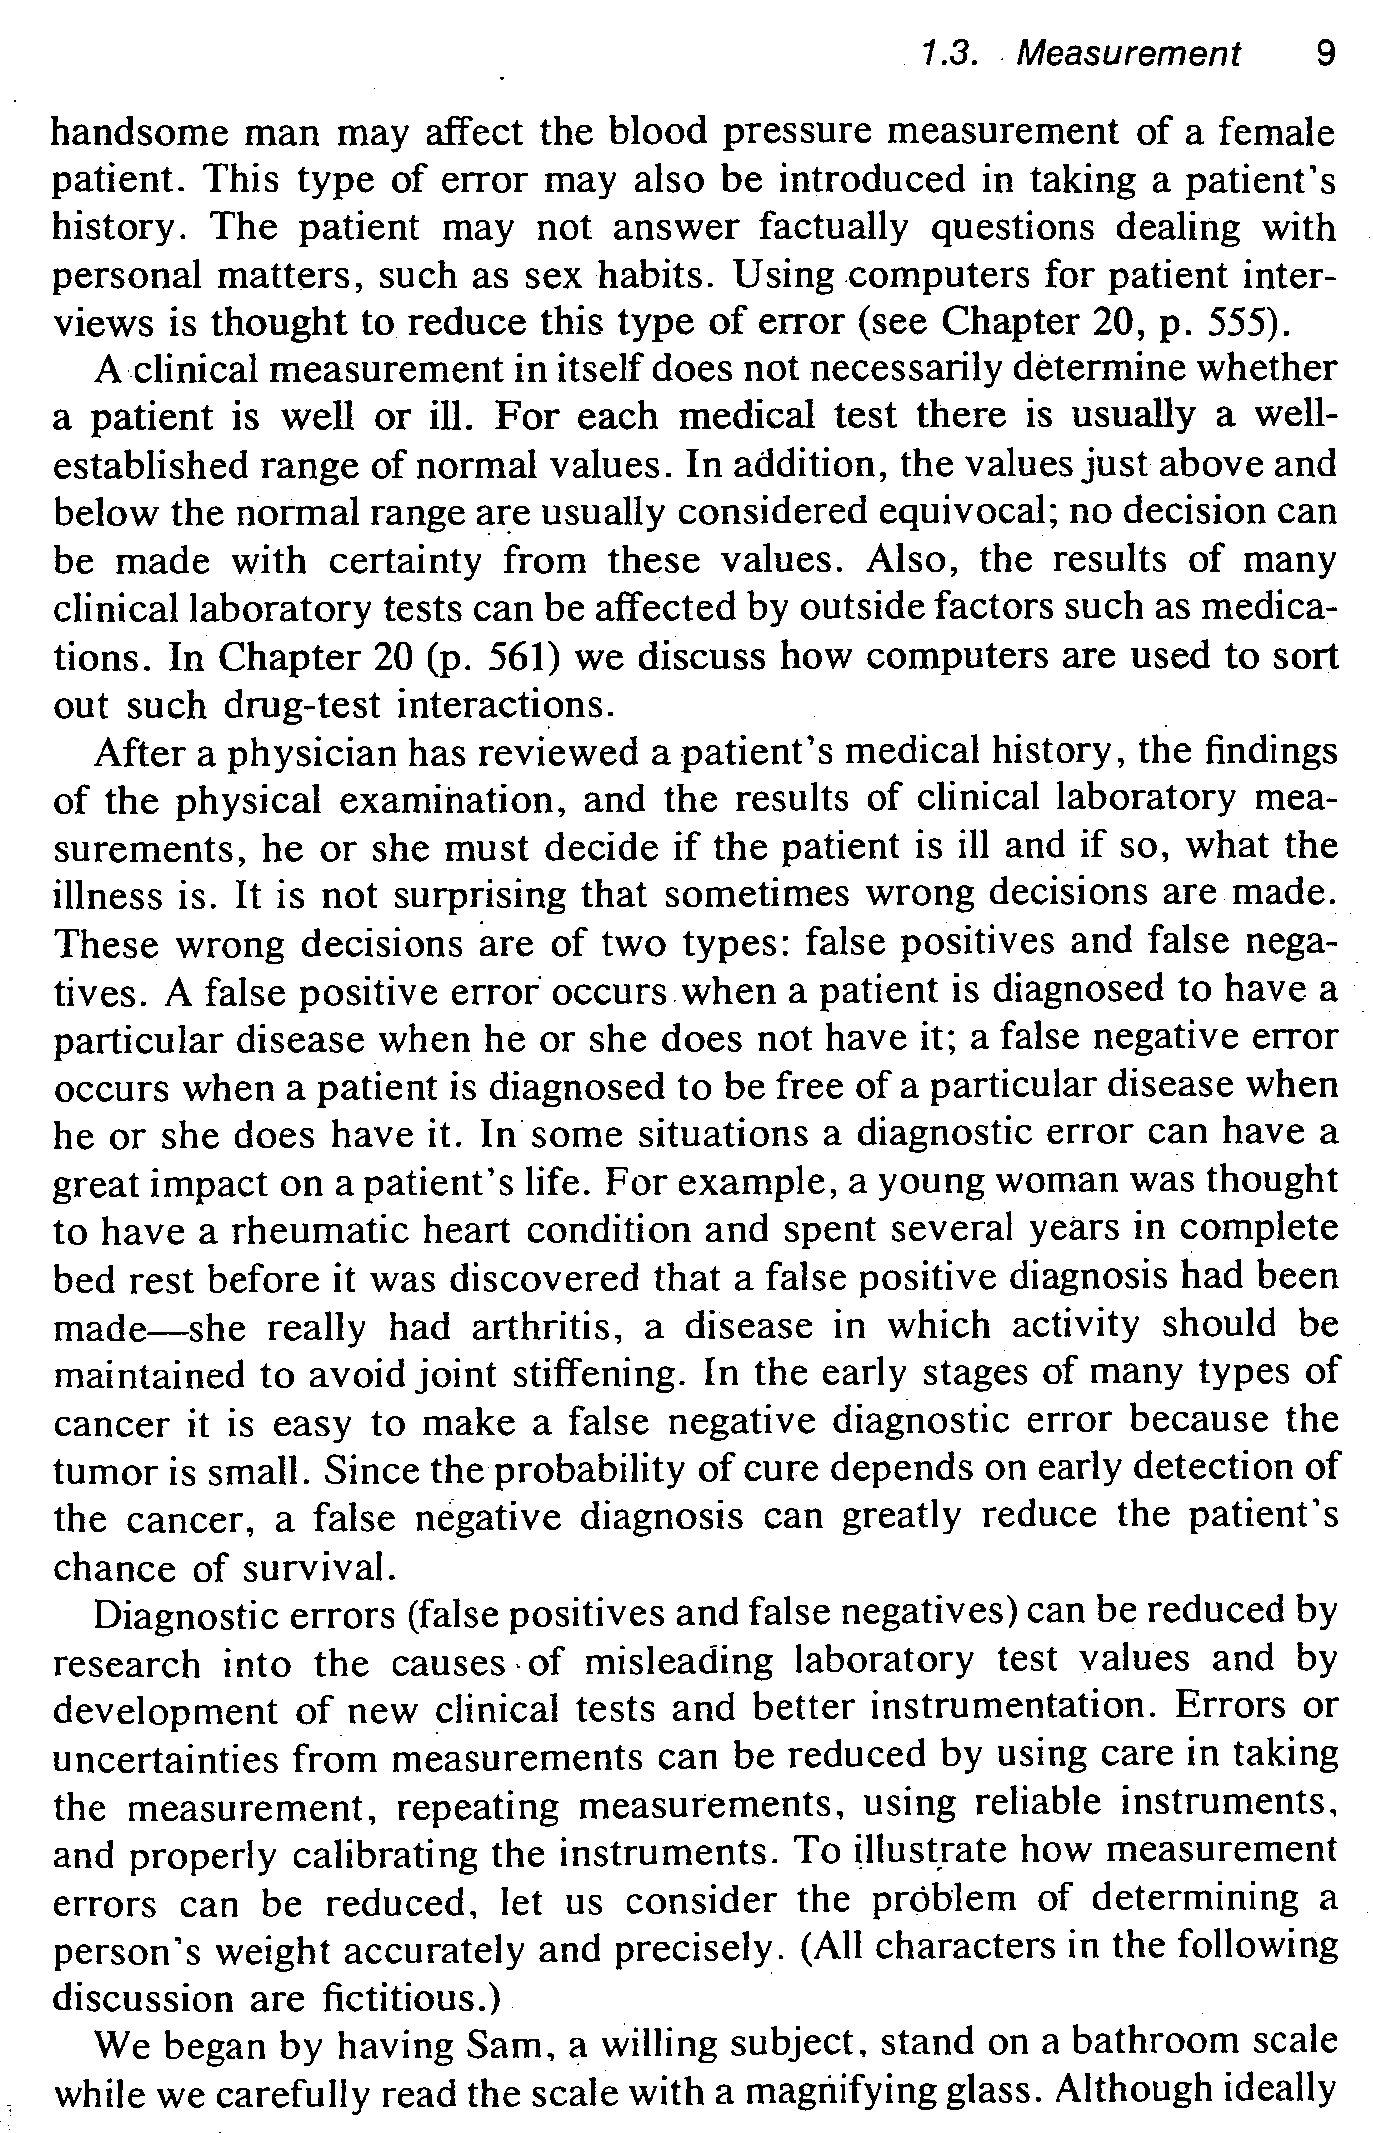 1.3. Measurement 9
handsome man may affect the blood pressure measurement of a female
patient. This type of error may also be introduced in taking a patient's
history. The patient may not answer factually questions dealing with
personal matters, such as sex habits. Using computers for patient inter-
views is thought to reduce this type of error (see Chapter 20, p. 555).
A clinical measurement in itself does not necessarily determine whether
a patient is well or ill. For each medical test there is usually a well-
established range of normal values. In addition, the values just above and
below the normal range are usually considered equivocal; no decision can
be made with certainty from these values. Also, the results of many
clinical laboratory tests can be affected by outside factors such as medica-
tions. In Chapter 20 (p. 561) we discuss how computers are used to sort
out such drug-test interactions.
After a physician has reviewed a patient's medical history, the findings
of the physical examination, and the results of clinical laboratory mea-
surements, he or she must decide if the patient is ill and if so, what the
illness is. It is not surprising that sometimes wrong decisions are made.
These wrong decisions are of two types: false positives and false nega-
tives. A false positive error occurs when a patient is diagnosed to have a
particular disease when he or she does not have it; a false negative error
occurs when a patient is diagnosed to be free of a particular disease when
he or she does have it. In some situations a diagnostic error can have a
great impact on a patient's life. For example, a young woman was thought
to have a rheumatic heart condition and spent several years in complete
bed rest before it was discovered that a false positive diagnosis had been
made—she really had arthritis, a disease in which activity should be
maintained to avoid joint stiffening. In the early stages of many types of
cancer it is easy to make a false negative diagnostic error because the
tumor is small. Since the probability of cure depends on early detection of
the cancer, a false negative diagnosis can greatly reduce the patient's
chance of survival.
Diagnostic errors (false positives and false negatives) can be reduced by
research into the causes of misleading laboratory test values and by
development of new clinical tests and better instrumentation. Errors or
uncertainties from measurements can be reduced by using care in taking
the measurement, repeating measurements, using reliable instruments,
and properly calibrating the instruments. To illustrate how measurement
errors can be reduced, let us consider the problem of determining a
person's weight accurately and precisely. (All characters in the following
discussion are fictitious.)
We began by having Sam, a willing subject, stand on a bathroom scale
while we carefully read the scale with a magnifying glass. Although ideally